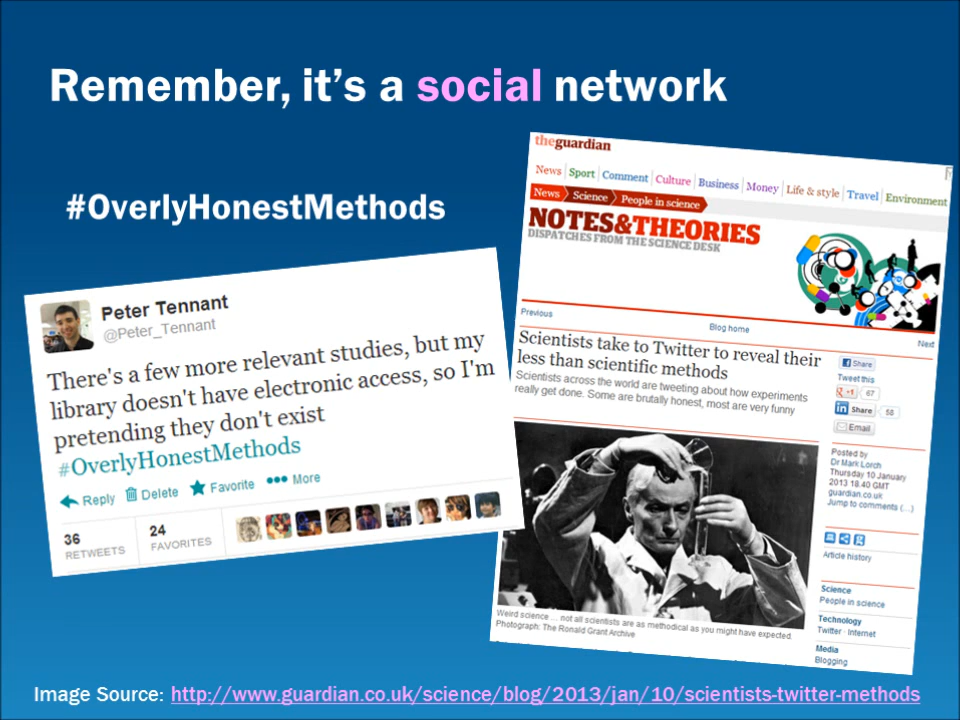 Remember, it's a social network
#OverlyHonestMethods
Peter Tennant
@Peter_Tennant
There's a few more relevant studies, but my
library doesn't have electronic access, so I'm
pretending they don't exist
#OverlyHonestMethods
Reply Delete Favorite More
36 RETWEETS
24 FAVORITES
theguardian
News Sport Comment Culture Business Money Life & style Travel Environment
News Science People in science
NOTES&THEORIES
DISPATCHES FROM THE SCIENCE DESK
Previous Blog home Next
Scientists take to Twitter to reveal their
less than scientific methods
Scientists across the world are tweeting about how experiments
really get done. Some are brutally honest, most are very funny
Share
Tweet this
+1 67
in Share 58
Email
Posted by
Dr Mark Lorch
Thursday 10 January
2013 18.40 GMT
guardian.co.uk
Jump to comments (...)
Article history
Science
People in science
Technology
Twitter · Internet
Media
Blogging
Weird science ... not all scientists are as methodical as you might have expected.
Photograph: The Ronald Grant Archive
Image Source: http://www.guardian.co.uk/science/blog/2013/jan/10/scientists-twitter-methods